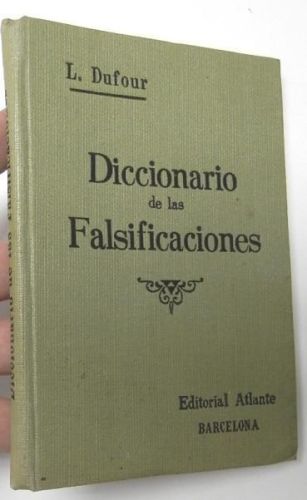 L. Dufour
Diccionario
de las
Falsificaciones
Editorial Atlante
BARCELONA